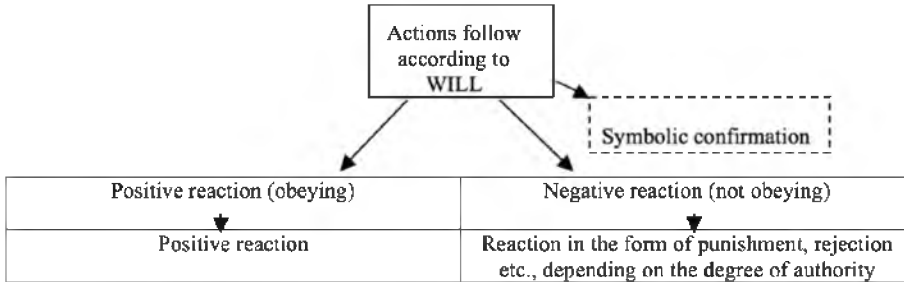 Actions follow
according to
WILL
Symbolic confirmation
Positive reaction (obeying)
Negative reaction (not obeying)
Positive reaction
Reaction in the form of punishment, rejection
etc., depending on the degree of authority